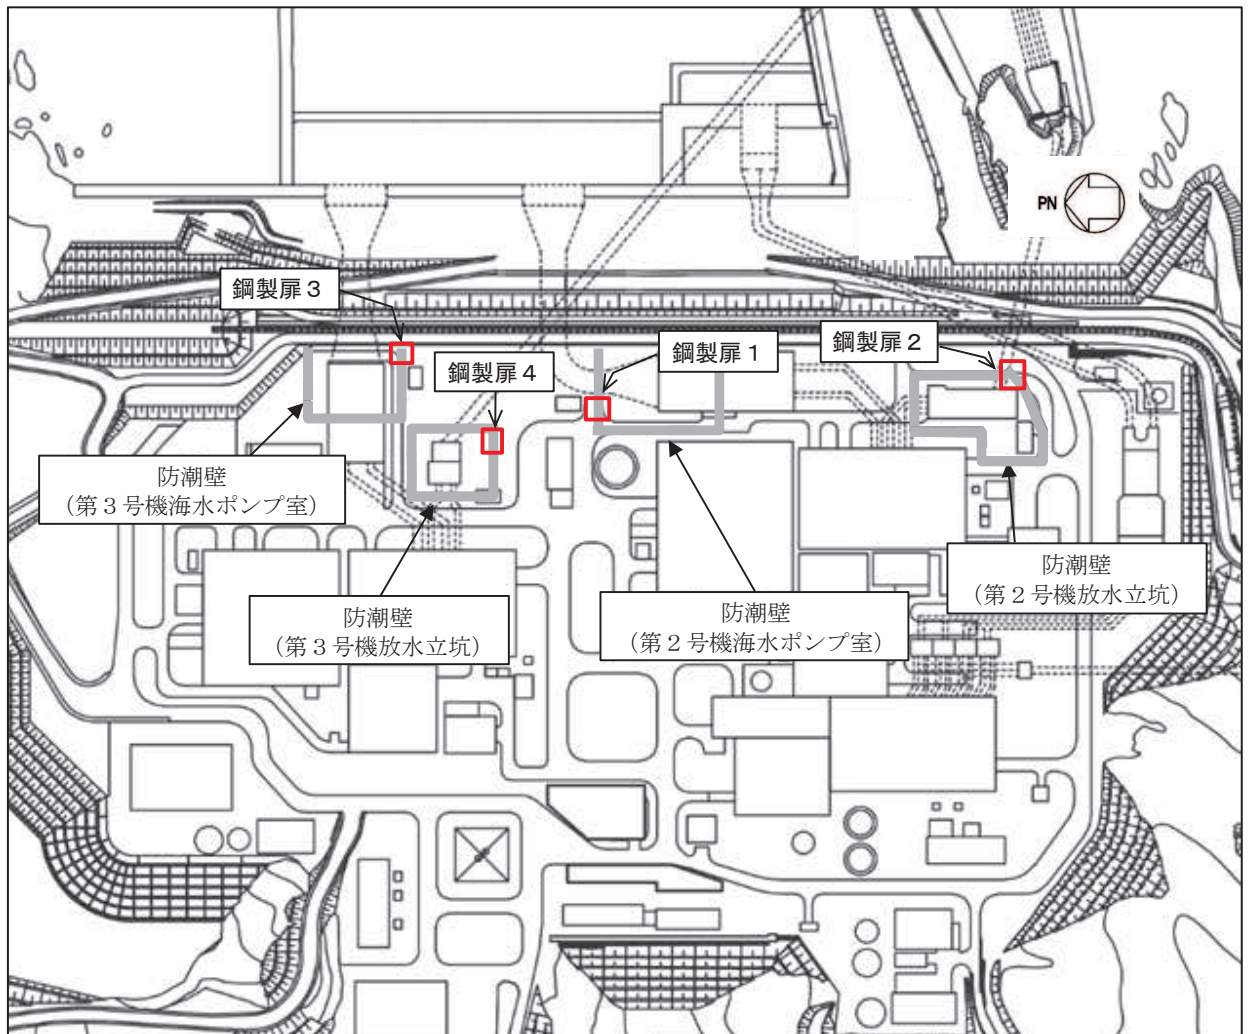 PN
鋼製扉３
鋼製扉４
鋼製扉１
鋼製扉２
防潮壁
（第３号機海水ポンプ室）
防潮壁
（第３号機放水立坑）
防潮壁
（第２号機海水ポンプ室）
防潮壁
（第２号機放水立坑）